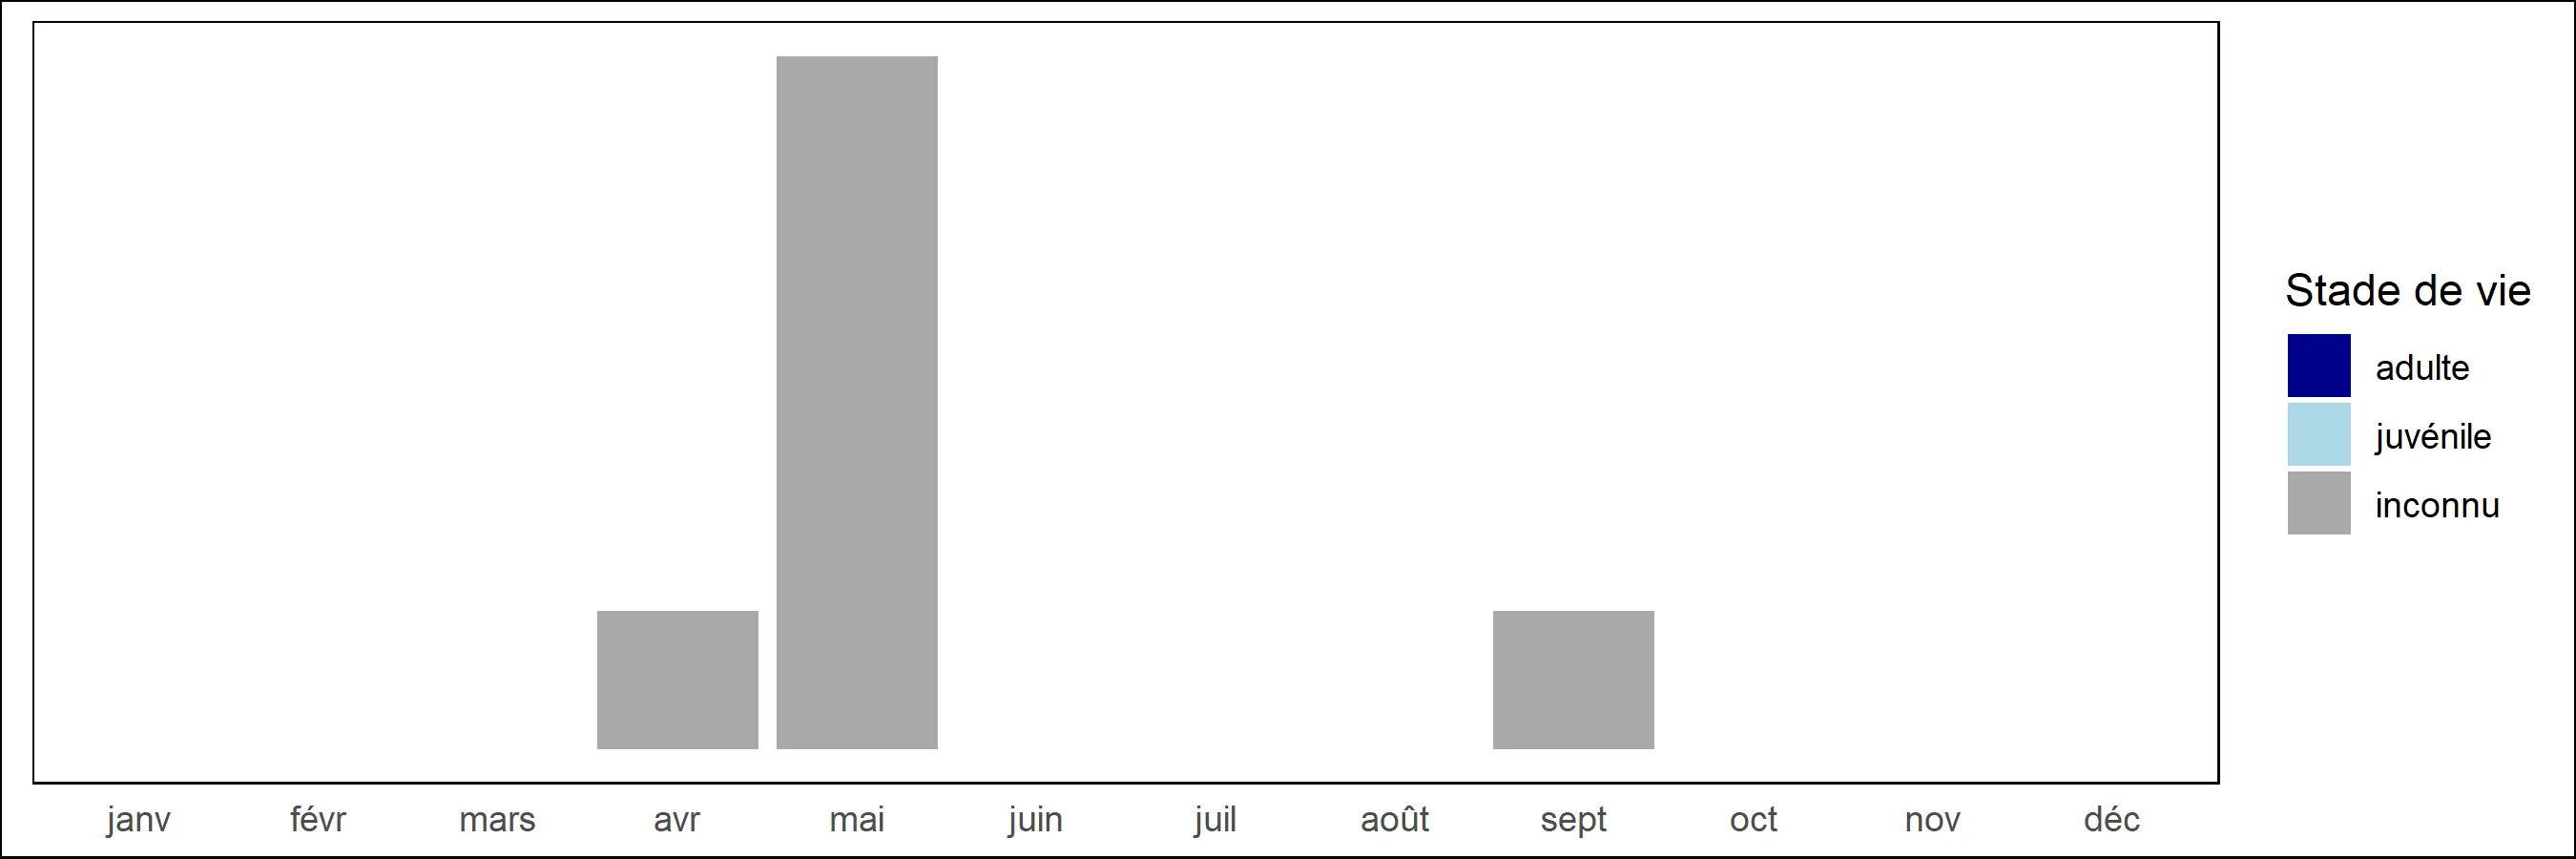 Stade de vie
adulte
juvénile
inconnu
janv févr mars avr mai juin juil août sept oct nov déc